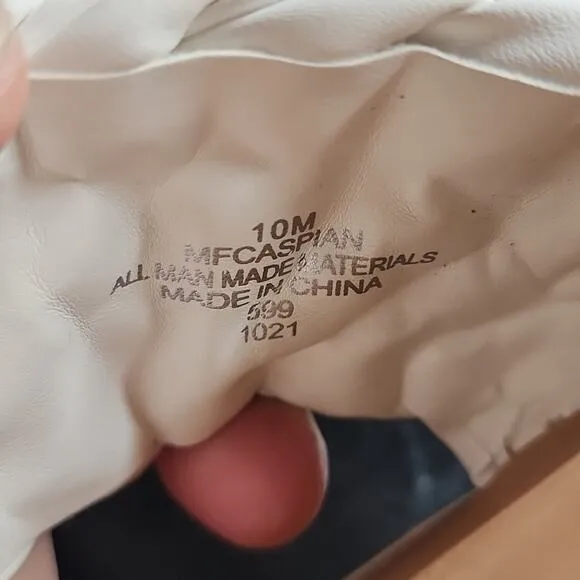 10M
MFCASPIAN
ALL MAN MADE MATERIALS
MADE IN CHINA
599
1021